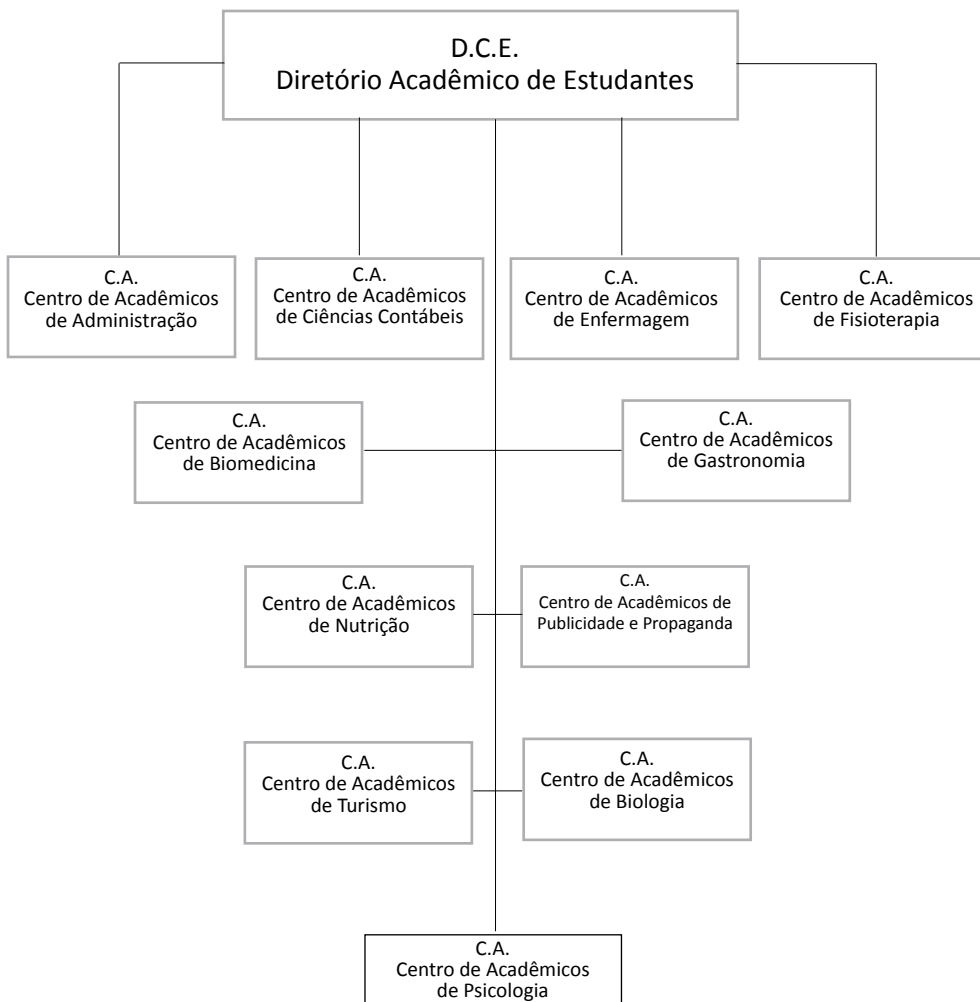 D.C.E.
Diretório Acadêmico de Estudantes
C.A.
Centro de Acadêmicos
de Administração
C.A.
Centro de Acadêmicos
de Ciências Contábeis
C.A.
Centro de Acadêmicos
de Enfermagem
C.A.
Centro de Acadêmicos
de Fisioterapia
C.A.
Centro de Acadêmicos
de Biomedicina
C.A.
Centro de Acadêmicos
de Gastronomia
C.A.
Centro de Acadêmicos
de Nutrição
C.A.
Centro de Acadêmicos de
Publicidade e Propaganda
C.A.
Centro de Acadêmicos
de Turismo
C.A.
Centro de Acadêmicos
de Biologia
C.A.
Centro de Acadêmicos
de Psicologia